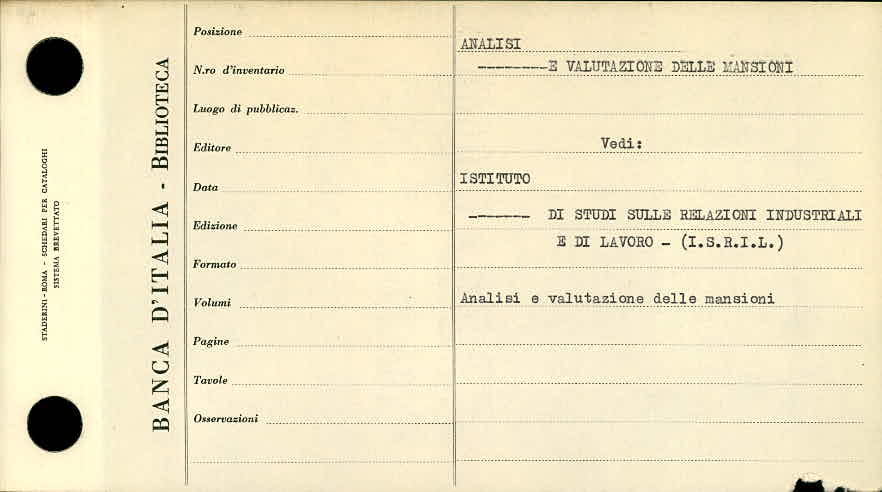 STADERINI - ROMA - SCHEDARI PER CATALOGHI
SISTEMA BREVETTATO
BANCA D'ITALIA - BIBLIOTECA
Posizione
N.ro d'inventario
Luogo di pubblicaz.
Editore
Data
Edizione
Formato
Volumi
Pagine
Tavole
Osservazioni
ANALISI
--------E VALUTAZIONE DELLE MANSIONI
Vedi:
ISTITUTO
------- DI STUDI SULLE RELAZIONI INDUSTRIALI
E DI LAVORO - (I.S.R.I.L.)
Analisi e valutazione delle mansioni